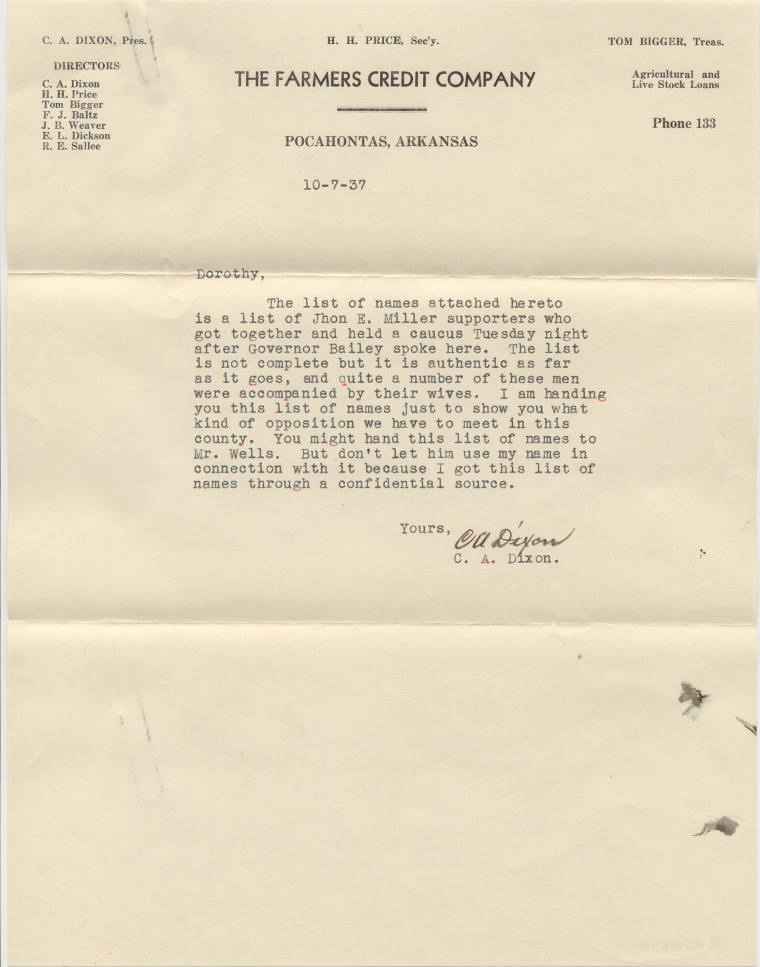 C. A. DIXON, Pres.
H. H. PRICE, Sec'y.
TOM BIGGER, Treas.
DIRECTORS
C. A. Dixon
H. H. Price
Tom Bigger
F. J. Baltz
J. B. Weaver
E. L. Dickson
R. E. Sallee
THE FARMERS CREDIT COMPANY
Agricultural and
Live Stock Loans
Phone 133
POCAHONTAS, ARKANSAS
10-7-37
Dorothy,
The list of names attached hereto
is a list of Jhon E. Miller supporters who
got together and held a caucus Tuesday night
after Governor Bailey spoke here. The list
is not complete but it is authentic as far
as it goes, and quite a number of these men
were accompanied by their wives. I am handing
you this list of names just to show you what
kind of opposition we have to meet in this
county. You might hand this list of names to
Mr. Wells. But don't let him use my name in
connection with it because I got this list of
names through a confidential source.
Yours,
CA Dixon
C. A. Dixon.